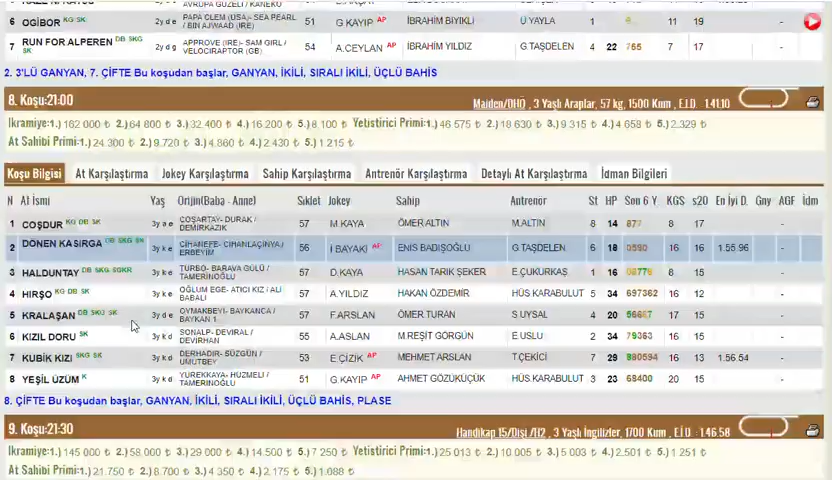 6 OGİBOR KG SK 2y d e PAPA CLEM (USA)- SEA PEARL / BIN AJWAAD (IRE) 51 G.KAYIP AP İBRAHİM BIYIKLI Ü.YAYLA 1 9 11 19 -
7 RUN FOR ALPEREN DB SKG SK 2y d g APPROVE (IRE)- SAM GIRL / VELOCIRAPTOR (GB) 54 A.CEYLAN AP İBRAHİM YILDIZ G.TAŞDELEN 4 22 765 7 17 -
2. 3'LÜ GANYAN, 7. ÇİFTE Bu koşudan başlar, GANYAN, İKİLİ, SIRALI İKİLİ, ÜÇLÜ BAHİS
8. Koşu:21:00 Maiden/DHÖ , 3 Yaşlı Araplar, 57 kg, 1500 Kum , E.İ.D. :1.41.10
İkramiye:1.) 162.000 ₺ 2.) 64.800 ₺ 3.) 32.400 ₺ 4.) 16.200 ₺ 5.) 8.100 ₺ Yetiştirici Primi:1.) 46.575 ₺ 2.) 18.630 ₺ 3.) 9.315 ₺ 4.) 4.658 ₺ 5.) 2.329 ₺
At Sahibi Primi:1.) 24.300 ₺ 2.) 9.720 ₺ 3.) 4.860 ₺ 4.) 2.430 ₺ 5.) 1.215 ₺
Koşu Bilgisi At Karşılaştırma Jokey Karşılaştırma Sahip Karşılaştırma Antrenör Karşılaştırma Detaylı At Karşılaştırma İdman Bilgileri
N At İsmi Yaş Orijin(Baba - Anne) Sıklet Jokey Sahip Antrenör St HP Son 6 Y KGS s20 En İyi D. Gny AGF İdm
1 COŞDUR KG DB SK 3y a e COŞARTAY- DURAK / DEMİRKAZIK 57 M.KAYA ÖMER ALTIN M.ALTIN 8 14 877 8 17 -
2 DÖNEN KASIRGA DB SKG SK 3y k e CİHANEFE- CİHANLAÇİNYA / ERBEYİM 56 İ.BAYAKI AP ENİS BADIŞOĞLU G.TAŞDELEN 6 18 0590 16 16 1.55.96 -
3 HALDUNTAY DB SKG SGKR 3y k e TURBO- BARAVA GÜLÜ / TAMERİNOĞLU 57 D.KAYA HASAN TARIK ŞEKER E.ÇUKURKAŞ 1 16 8 15 -
4 HIRŞO KG DB SK 3y k e OĞLUM EGE- ATICI KIZ / ALİ BABALI 57 A.YILDIZ HAKAN ÖZDEMİR HÜS.KARABULUT 5 34 697362 16 12 -
5 KRALAŞAN DB SKG SK 3y d e OYMAKBEYİ- BAYKANCA / BAYKAN 1 57 F.ARSLAN ÖMER TURAN S.UYSAL 4 20 56667 17 15 -
6 KIZIL DORU SK 3y k d SONALP- DEVİRAL / DEVİRHAN 55 A.ASLAN M.REŞİT GÖRGÜN E.USLU 2 34 79363 16 15 -
7 KUBİK KIZI SKG SK 3y k d DERHADIR- SÜZGÜN / UMUTBEY 53 E.ÇİZİK AP MEHMET ARSLAN T.ÇEKİCİ 7 29 880594 16 13 1.56.54 -
8 YEŞİL ÜZÜM K 3y k d YÜREKKAYA- HÜZMELİ / TAMERİNOĞLU 51 G.KAYIP AP AHMET GÖZÜKÜÇÜK HÜS.KARABULUT 3 23 68400 20 15 -
8. ÇİFTE Bu koşudan başlar, GANYAN, İKİLİ, SIRALI İKİLİ, ÜÇLÜ BAHİS, PLASE
9. Koşu:21:30 Handikap 15/Dişi /H2 , 3 Yaşlı İngilizler, 1700 Kum , E.İ.D. :1.46.58
İkramiye:1.) 145.000 ₺ 2.) 58.000 ₺ 3.) 29.000 ₺ 4.) 14.500 ₺ 5.) 7.250 ₺ Yetiştirici Primi:1.) 25.013 ₺ 2.) 10.005 ₺ 3.) 5.003 ₺ 4.) 2.501 ₺ 5.) 1.251 ₺
At Sahibi Primi:1.) 21.750 ₺ 2.) 8.700 ₺ 3.) 4.350 ₺ 4.) 2.175 ₺ 5.) 1.088 ₺